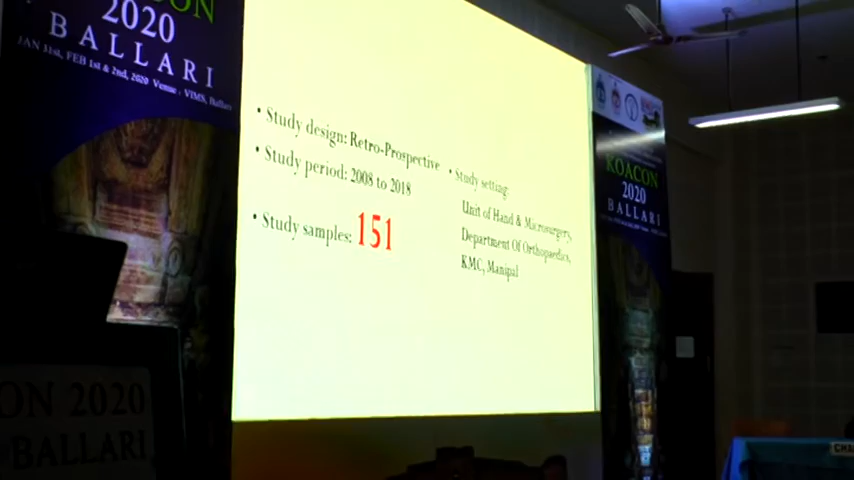 2020
BALLARI
JAN 31st, FEB 1st & 2nd, 2020 Venue : VIMS, Ballari
• Study design: Retro-Prospective
• Study period: 2008 to 2018
• Study samples: 151
• Study setting:
Unit of Hand & Microsurgery,
Department Of Orthopaedics,
KMC, Manipal
KOACON
2020
BALLARI
2020
BALLARI